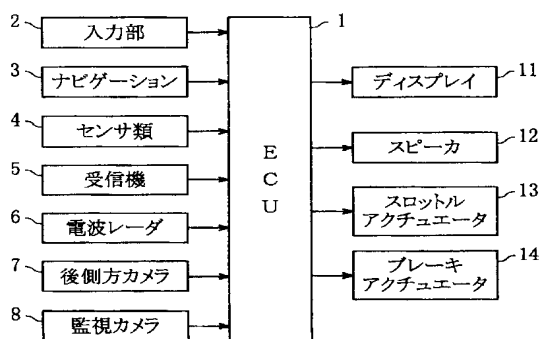 2
入力部
3
ナビゲーション
4
センサ類
5
受信機
6
電波レーダ
7
後側方カメラ
8
監視カメラ
1
E
C
U
11
ディスプレイ
12
スピーカ
13
スロットル
アクチュエータ
14
ブレーキ
アクチュエータ